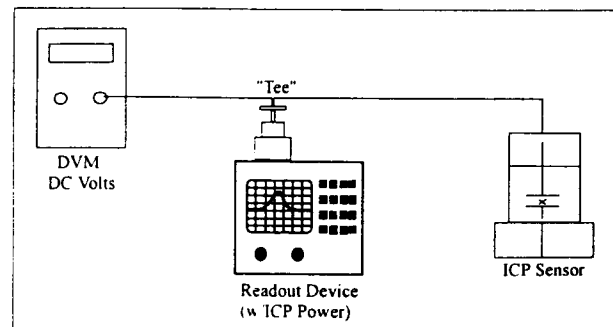 "Tee"
DVM
DC Volts
ICP Sensor
Readout Device
(w ICP Power)